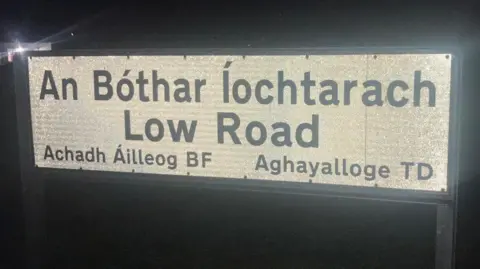 An Bóthar Íochtarach
Low Road
Achadh Áilleog BF Aghayalloge TD